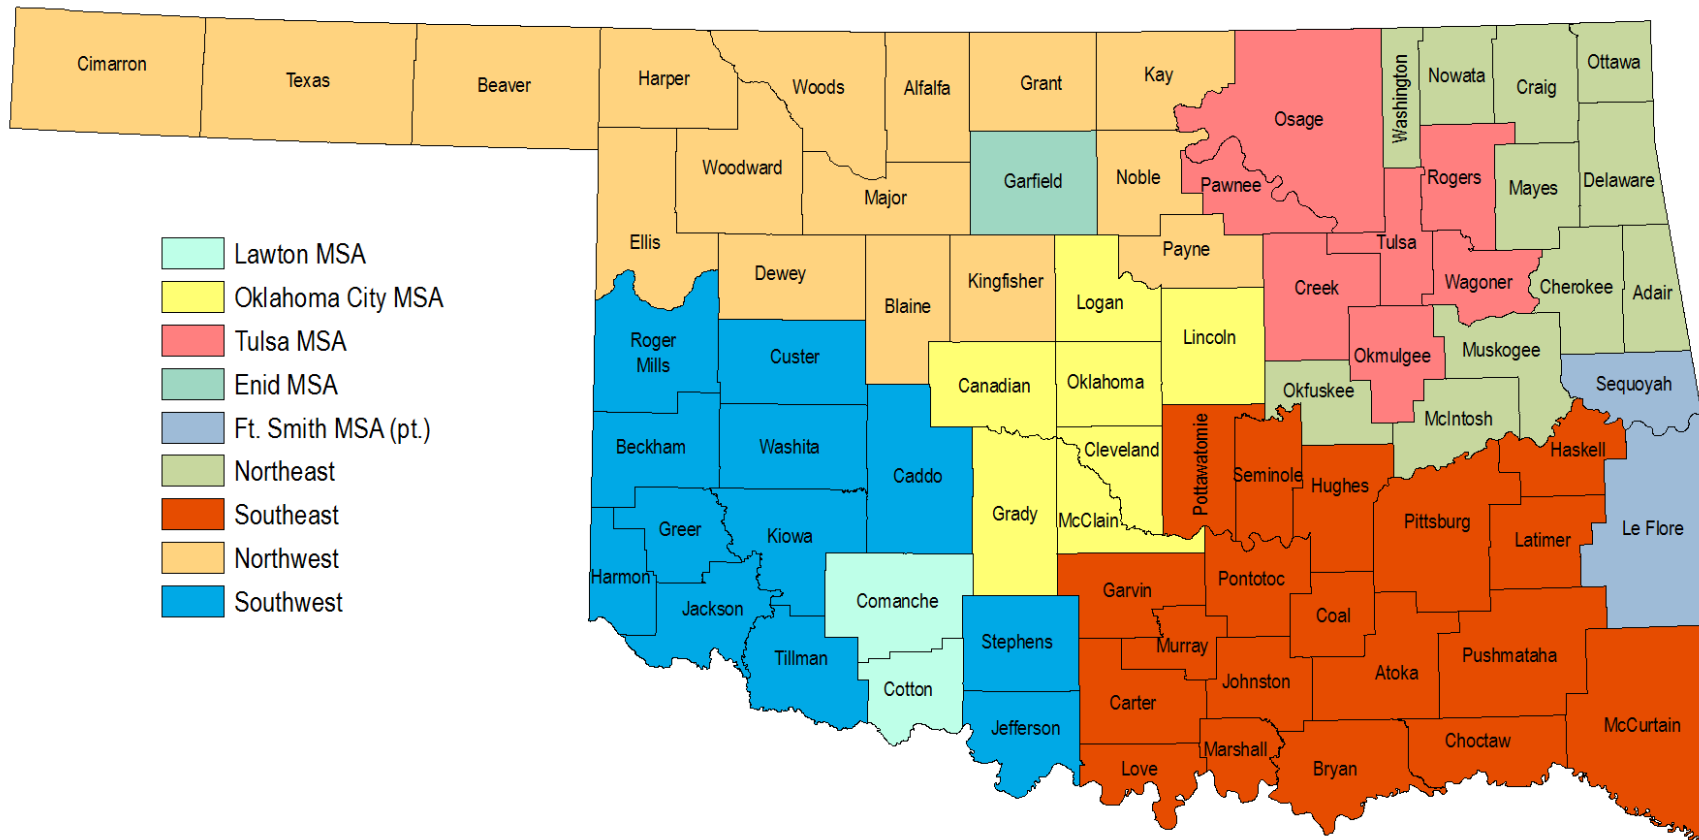 Cimarron
Texas
Beaver
Harper
Woods
Alfalfa
Grant
Kay
Osage
Washington
Nowata
Craig
Ottawa
Woodward
Major
Garfield
Noble
Pawnee
Rogers
Mayes
Delaware
Ellis
Dewey
Blaine
Kingfisher
Logan
Payne
Creek
Tulsa
Wagoner
Cherokee
Adair
Lawton MSA
Oklahoma City MSA
Tulsa MSA
Enid MSA
Ft. Smith MSA (pt.)
Northeast
Southeast
Northwest
Southwest
Roger
Mills
Custer
Canadian
Oklahoma
Lincoln
Okmulgee
Muskogee
Sequoyah
Okfuskee
McIntosh
Beckham
Washita
Caddo
Cleveland
Pottawatomie
Seminole
Hughes
Haskell
Greer
Kiowa
Grady
McClain
Pittsburg
Latimer
Le Flore
Harmon
Jackson
Comanche
Garvin
Pontotoc
Coal
Tillman
Stephens
Murray
Johnston
Atoka
Pushmataha
Cotton
Jefferson
Carter
Marshall
Love
Bryan
Choctaw
McCurtain